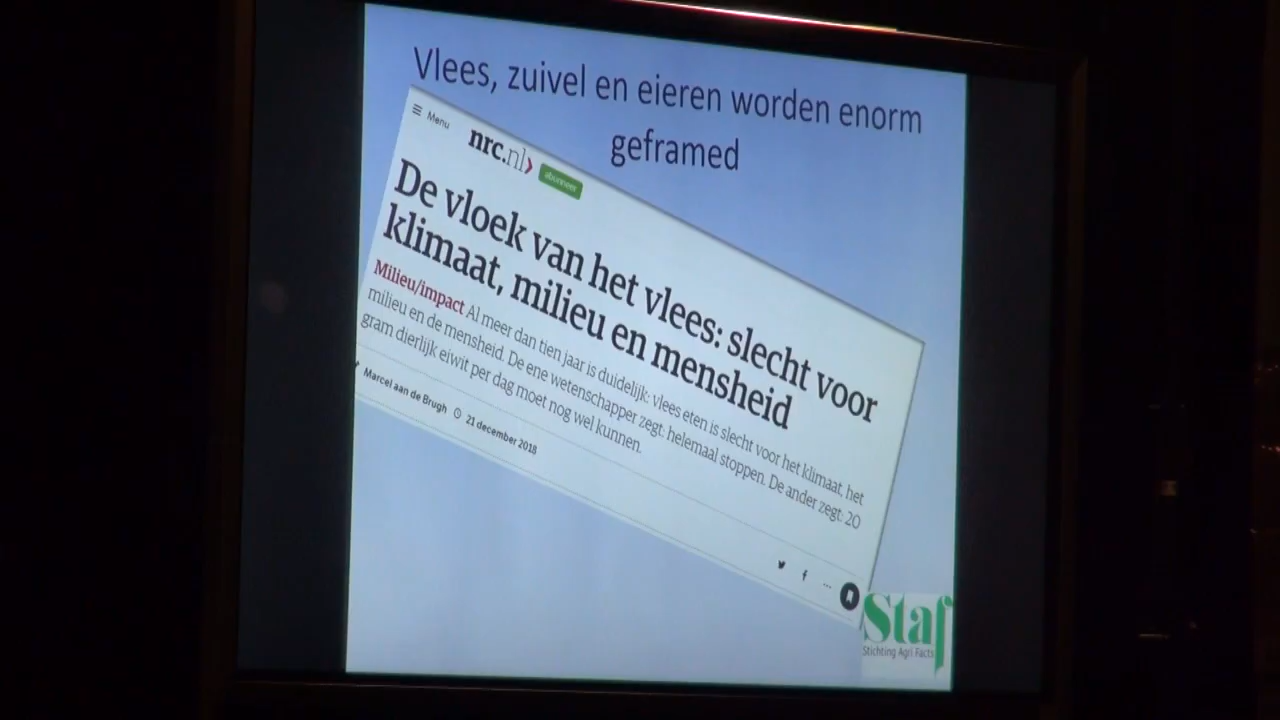 Vlees, zuivel en eieren worden enorm
geframed
Menu
nrc.nl
abonneer
De vloek van het vlees: slecht voor
klimaat, milieu en mensheid
Milieu/impact Al meer dan tien jaar is duidelijk: vlees eten is slecht voor het klimaat, het
milieu en de mensheid. De ene wetenschapper zegt: helemaal stoppen. De ander zegt: 20
gram dierlijk eiwit per dag moet nog wel kunnen.
Marcel aan de Brugh 21 december 2018
Staf
Stichting Agri Facts